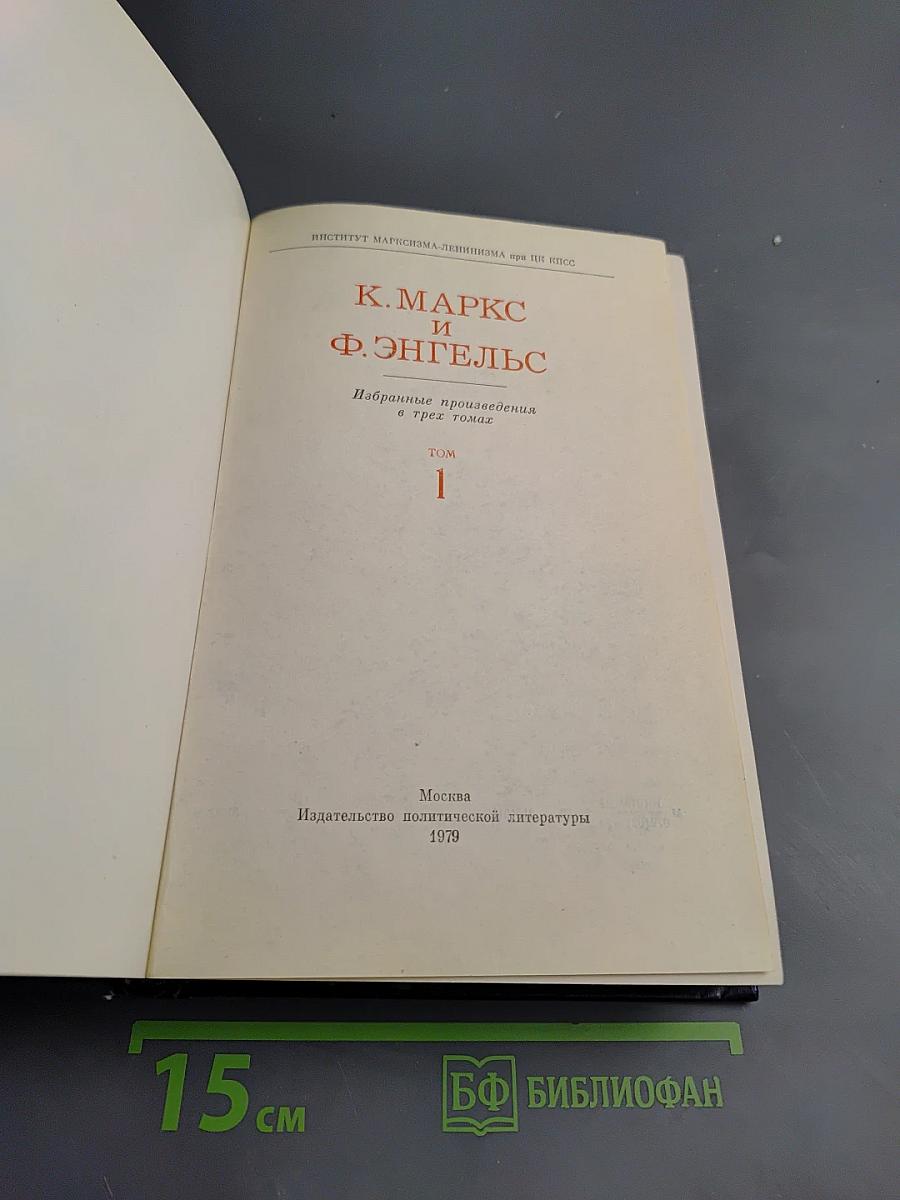 ИНСТИТУТ МАРКСИЗМА-ЛЕНИНИЗМА при ЦК КПСС
К. МАРКС
и
Ф. ЭНГЕЛЬС
Избранные произведения
в трех томах
ТОМ
1
Москва
Издательство политической литературы
1979
15 см
БФ БИБЛИОФАН